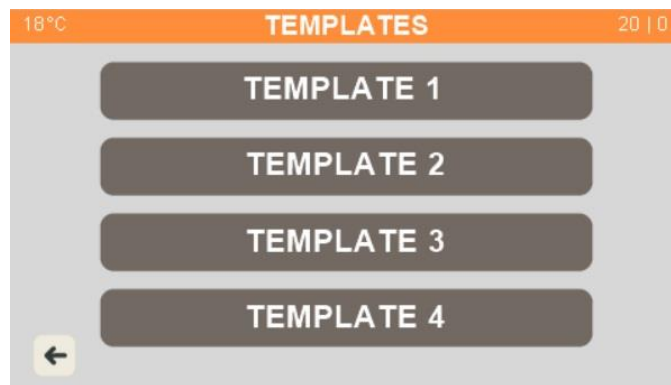 18°C TEMPLATES 20 | 0
TEMPLATE 1
TEMPLATE 2
TEMPLATE 3
TEMPLATE 4